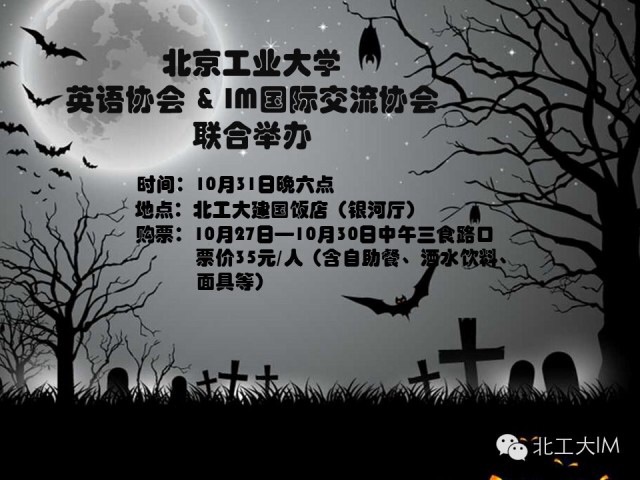 北京工业大学
英语协会 & IM国际交流协会
联合举办
时间：10月31日晚六点
地点：北工大建国饭店（银河厅）
购票：10月27日—10月30日中午三食路口
票价35元/人（含自助餐、酒水饮料、
面具等）
北工大IM